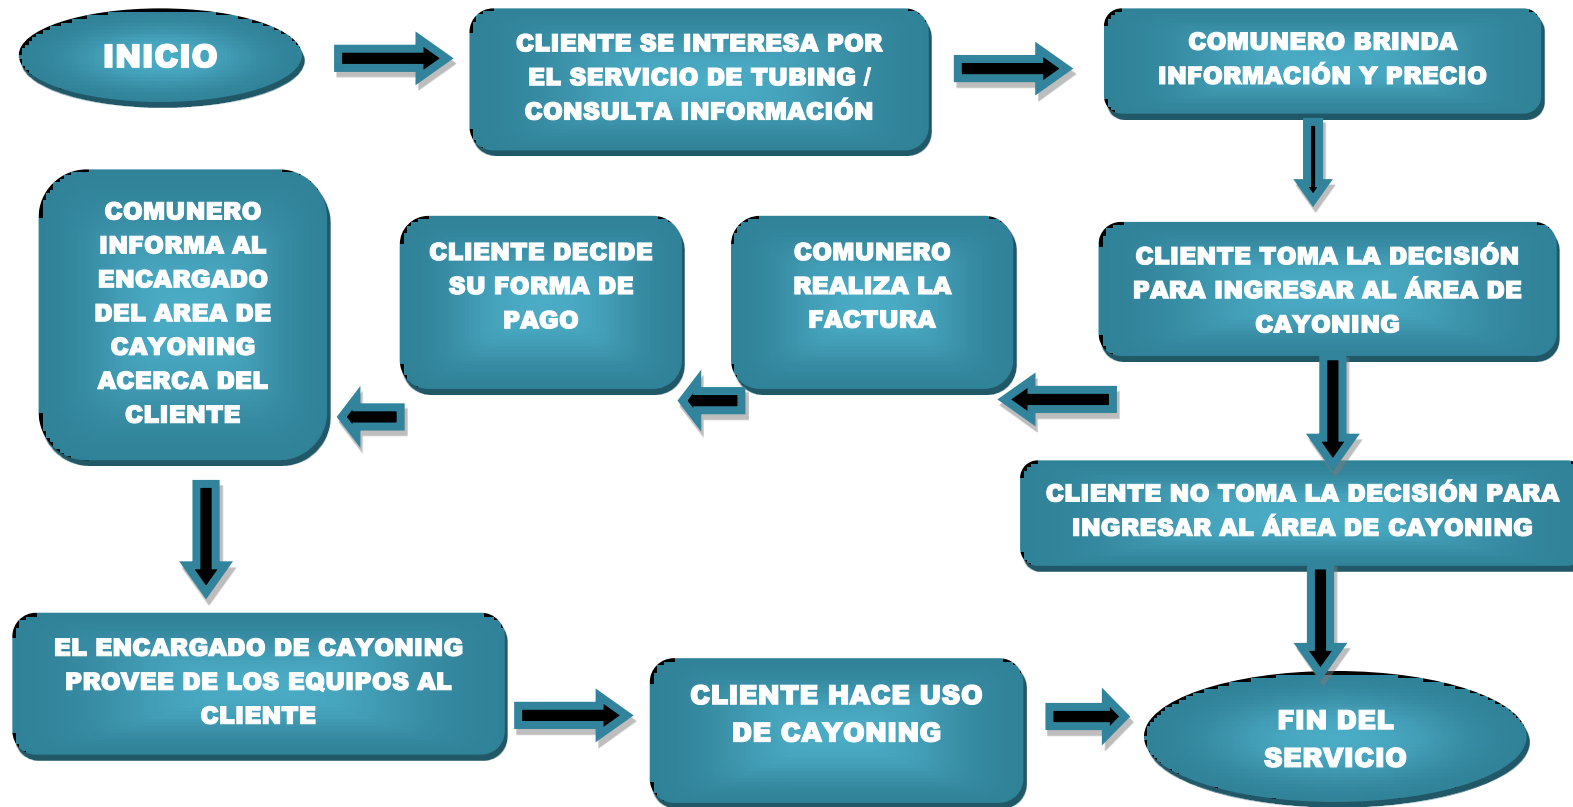 INICIO
CLIENTE SE INTERESA POR
EL SERVICIO DE TUBING /
CONSULTA INFORMACIÓN
COMUNERO BRINDA
INFORMACIÓN Y PRECIO
CLIENTE TOMA LA DECISIÓN
PARA INGRESAR AL ÁREA DE
CAYONING
COMUNERO
REALIZA LA
FACTURA
CLIENTE DECIDE
SU FORMA DE
PAGO
COMUNERO
INFORMA AL
ENCARGADO
DEL AREA DE
CAYONING
ACERCA DEL
CLIENTE
CLIENTE NO TOMA LA DECISIÓN PARA
INGRESAR AL ÁREA DE CAYONING
EL ENCARGADO DE CAYONING
PROVEE DE LOS EQUIPOS AL
CLIENTE
CLIENTE HACE USO
DE CAYONING
FIN DEL
SERVICIO